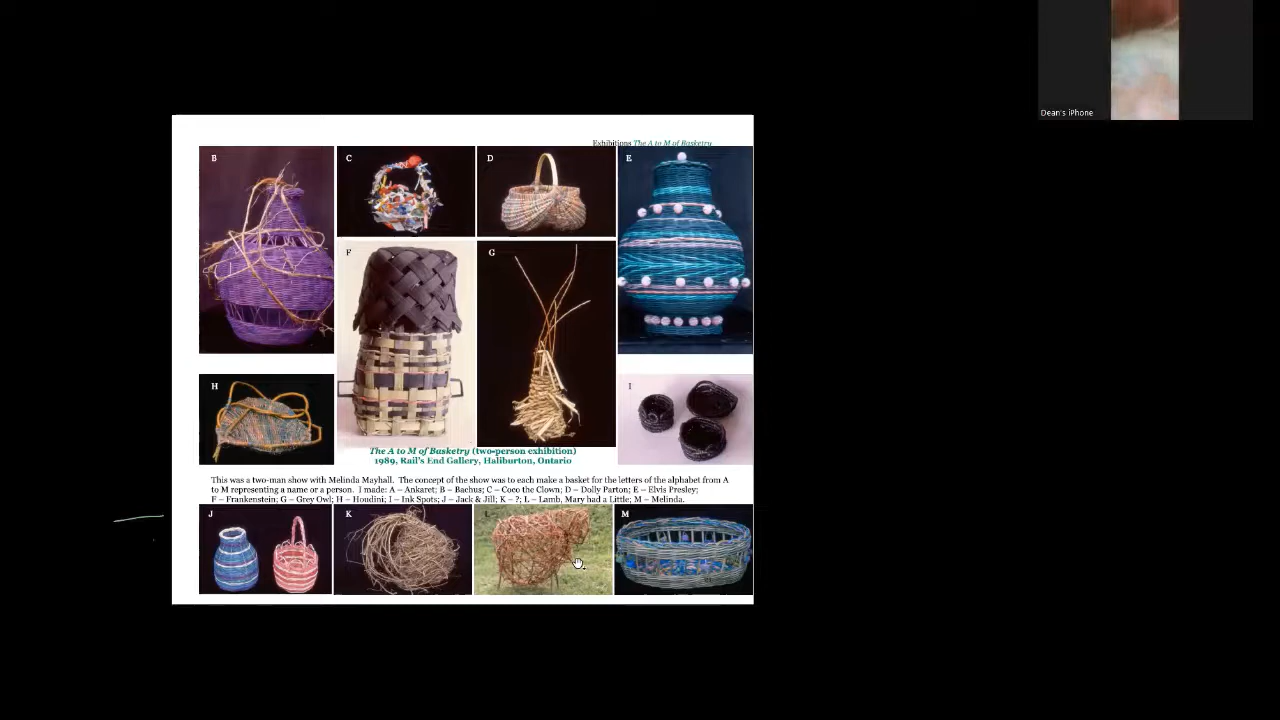 Dean's iPhone
Exhibitions The A to M of Basketry
B
C
D
E
F
G
H
I
The A to M of Basketry (two-person exhibition)
1989, Rail's End Gallery, Haliburton, Ontario
This was a two-man show with Melinda Mayhall. The concept of the show was to each make a basket for the letters of the alphabet from A
to M representing a name or a person. I made: A – Ankaret; B – Bachus; C – Coco the Clown; D – Dolly Parton; E – Elvis Presley;
F – Frankenstein; G – Grey Owl; H – Houdini; I – Ink Spots; J – Jack & Jill; K – ?; L – Lamb, Mary had a Little; M – Melinda.
J
K
L
M